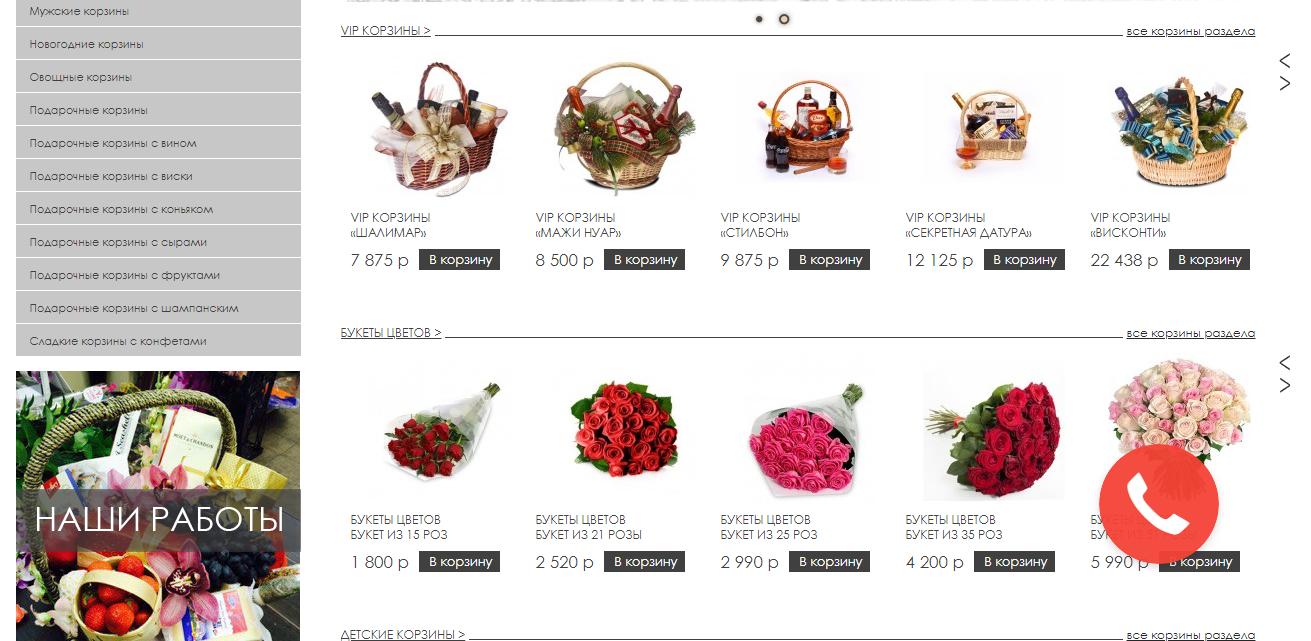 Мужские корзины
Новогодние корзины
Овощные корзины
Подарочные корзины
Подарочные корзины с вином
Подарочные корзины с виски
Подарочные корзины с коньяком
Подарочные корзины с сырами
Подарочные корзины с фруктами
Подарочные корзины с шампанским
Сладкие корзины с конфетами
НАШИ РАБОТЫ
VIP КОРЗИНЫ >
все корзины раздела
VIP КОРЗИНЫ
«ШАЛИМАР»
7 875 р В корзину
VIP КОРЗИНЫ
«МАЖИ НУАР»
8 500 р В корзину
VIP КОРЗИНЫ
«СТИЛБОН»
9 875 р В корзину
VIP КОРЗИНЫ
«СЕКРЕТНАЯ ДАТУРА»
12 125 р В корзину
VIP КОРЗИНЫ
«ВИСКОНТИ»
22 438 р В корзину
БУКЕТЫ ЦВЕТОВ >
все корзины раздела
БУКЕТЫ ЦВЕТОВ
БУКЕТ ИЗ 15 РОЗ
1 800 р В корзину
БУКЕТЫ ЦВЕТОВ
БУКЕТ ИЗ 21 РОЗЫ
2 520 р В корзину
БУКЕТЫ ЦВЕТОВ
БУКЕТ ИЗ 25 РОЗ
2 990 р В корзину
БУКЕТЫ ЦВЕТОВ
БУКЕТ ИЗ 35 РОЗ
4 200 р В корзину
5 990 р В корзину
ДЕТСКИЕ КОРЗИНЫ >
все корзины раздела